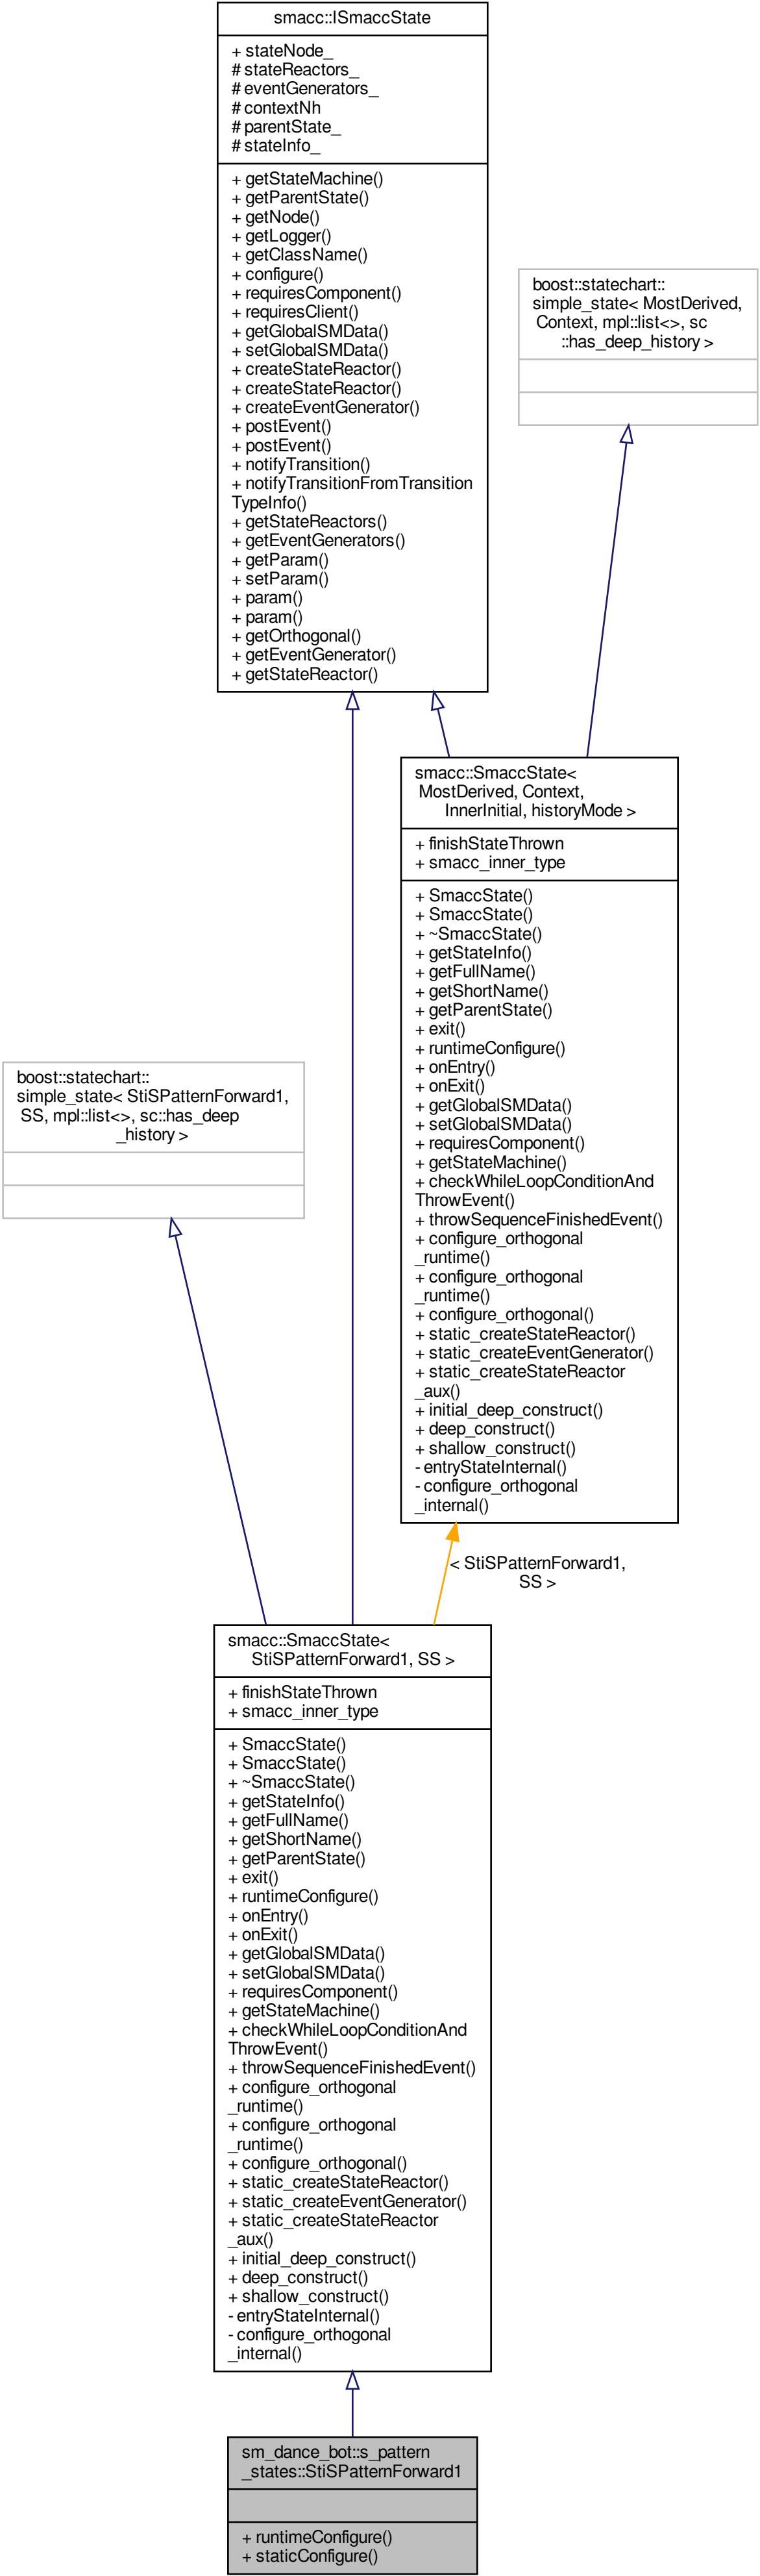 smacc::ISmaccState
+ stateNode_
# stateReactors_
# eventGenerators_
# contextNh
# parentState_
# stateInfo_
+ getStateMachine()
+ getParentState()
+ getNode()
+ getLogger()
+ getClassName()
+ configure()
+ requiresComponent()
+ requiresClient()
+ getGlobalSMData()
+ setGlobalSMData()
+ createStateReactor()
+ createStateReactor()
+ createEventGenerator()
+ postEvent()
+ postEvent()
+ notifyTransition()
+ notifyTransitionFromTransition
TypeInfo()
+ getStateReactors()
+ getEventGenerators()
+ getParam()
+ setParam()
+ param()
+ param()
+ getOrthogonal()
+ getEventGenerator()
+ getStateReactor()
boost::statechart::
simple_state< MostDerived,
Context, mpl::list<>, sc
::has_deep_history >
smacc::SmaccState<
MostDerived, Context,
InnerInitial, historyMode >
+ finishStateThrown
+ smacc_inner_type
+ SmaccState()
+ SmaccState()
+ ~SmaccState()
+ getStateInfo()
+ getFullName()
+ getShortName()
+ getParentState()
+ exit()
+ runtimeConfigure()
+ onEntry()
+ onExit()
+ getGlobalSMData()
+ setGlobalSMData()
+ requiresComponent()
+ getStateMachine()
+ checkWhileLoopConditionAnd
ThrowEvent()
+ throwSequenceFinishedEvent()
+ configure_orthogonal
_runtime()
+ configure_orthogonal
_runtime()
+ configure_orthogonal()
+ static_createStateReactor()
+ static_createEventGenerator()
+ static_createStateReactor
_aux()
+ initial_deep_construct()
+ deep_construct()
+ shallow_construct()
- entryStateInternal()
- configure_orthogonal
_internal()
boost::statechart::
simple_state< StiSPatternForward1,
SS, mpl::list<>, sc::has_deep
_history >
< StiSPatternForward1,
SS >
smacc::SmaccState<
StiSPatternForward1, SS >
+ finishStateThrown
+ smacc_inner_type
+ SmaccState()
+ SmaccState()
+ ~SmaccState()
+ getStateInfo()
+ getFullName()
+ getShortName()
+ getParentState()
+ exit()
+ runtimeConfigure()
+ onEntry()
+ onExit()
+ getGlobalSMData()
+ setGlobalSMData()
+ requiresComponent()
+ getStateMachine()
+ checkWhileLoopConditionAnd
ThrowEvent()
+ throwSequenceFinishedEvent()
+ configure_orthogonal
_runtime()
+ configure_orthogonal
_runtime()
+ configure_orthogonal()
+ static_createStateReactor()
+ static_createEventGenerator()
+ static_createStateReactor
_aux()
+ initial_deep_construct()
+ deep_construct()
+ shallow_construct()
- entryStateInternal()
- configure_orthogonal
_internal()
sm_dance_bot::s_pattern
_states::StiSPatternForward1
+ runtimeConfigure()
+ staticConfigure()